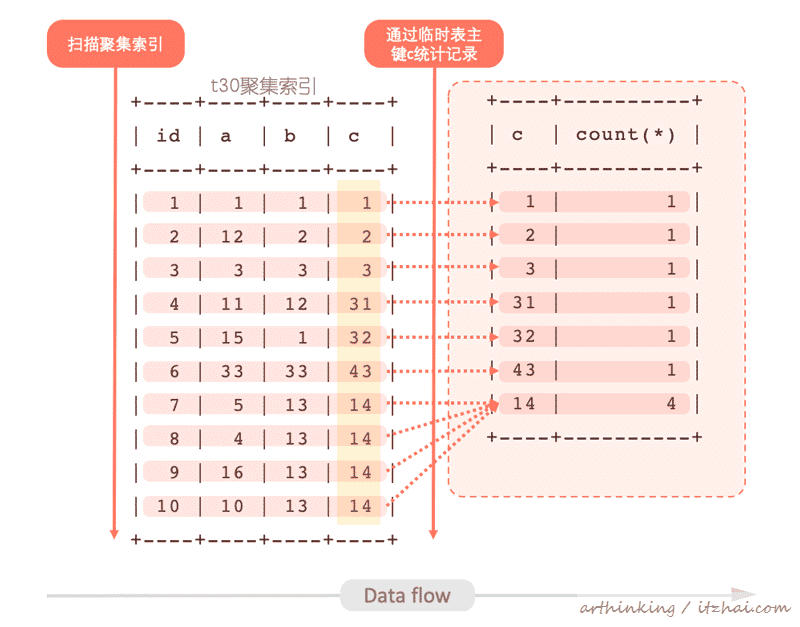 扫描聚集索引
通过临时表主
键c统计记录
t30聚集索引
+----+----+----+----+
| id | a | b | c |
+----+----+----+----+
| 1 | 1 | 1 | 1 |
| 2 | 12 | 2 | 2 |
| 3 | 3 | 3 | 3 |
| 4 | 11 | 12 | 31 |
| 5 | 15 | 1 | 32 |
| 6 | 33 | 33 | 43 |
| 7 | 5 | 13 | 14 |
| 8 | 4 | 13 | 14 |
| 9 | 16 | 13 | 14 |
| 10 | 10 | 13 | 14 |
+----+----+----+----+
+----+----------+
| c | count(*) |
+----+----------+
| 1 | 1 |
| 2 | 1 |
| 3 | 1 |
| 31 | 1 |
| 32 | 1 |
| 43 | 1 |
| 14 | 4 |
+----+----------+
Data flow
arthinking / itzhai.com